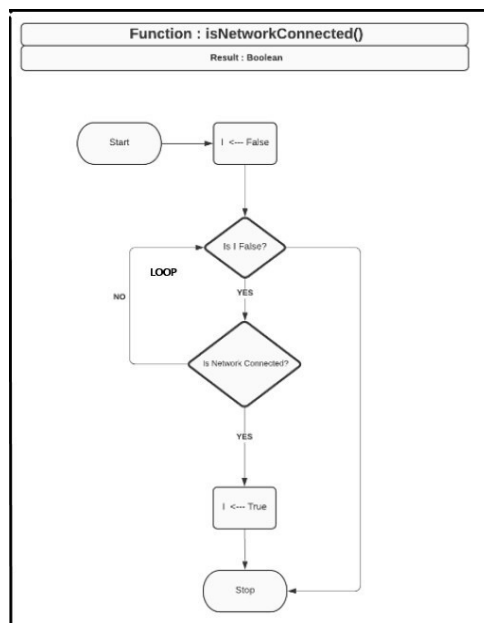 Function : isNetworkConnected()
Result : Boolean
Start
I <--- False
Is I False?
LOOP
NO
YES
Is Network Connected?
YES
I <--- True
Stop